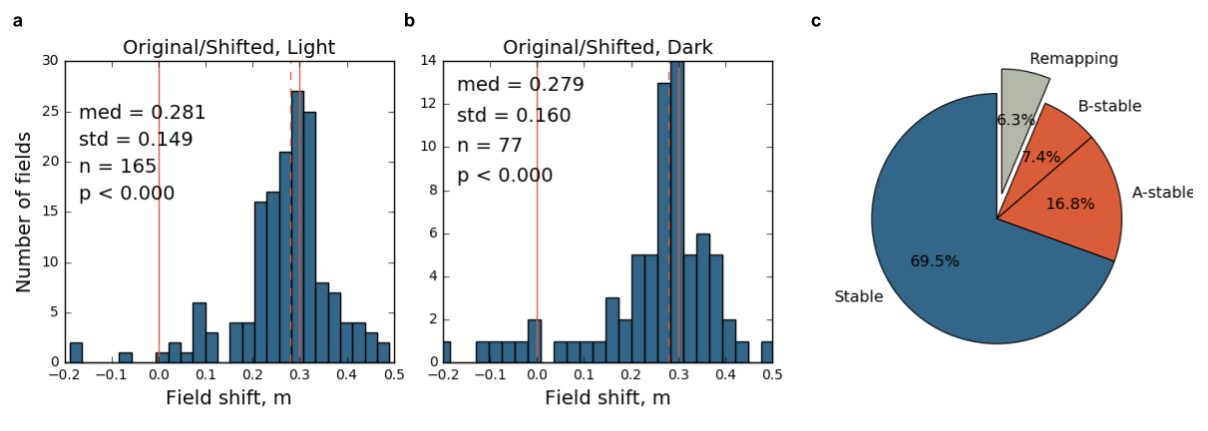 a
Original/Shifted, Light
Number of fields
30
25
20
15
10
5
0
med = 0.281
std = 0.149
n = 165
p < 0.000
−0.2 −0.1 0.0 0.1 0.2 0.3 0.4 0.5
Field shift, m
b
Original/Shifted, Dark
14
12
10
8
6
4
2
0
med = 0.279
std = 0.160
n = 77
p < 0.000
−0.2 −0.1 0.0 0.1 0.2 0.3 0.4 0.5
Field shift, m
c
Remapping
6.3%
B-stable
7.4%
A-stable
16.8%
69.5%
Stable